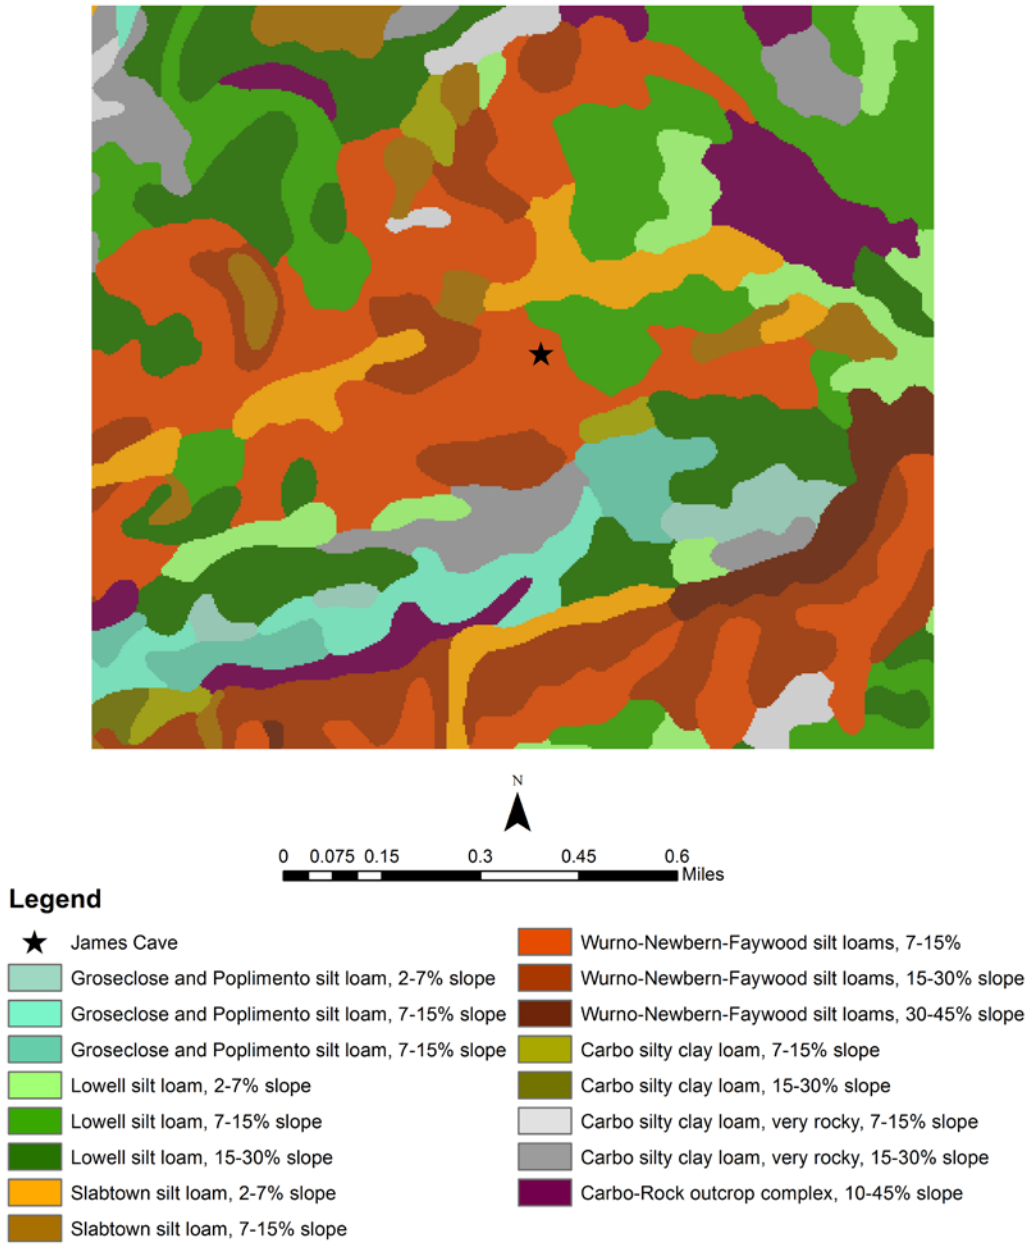 N
0 0.075 0.15 0.3 0.45 0.6
Miles
Legend
James Cave
Groseclose and Poplimento silt loam, 2-7% slope
Groseclose and Poplimento silt loam, 7-15% slope
Groseclose and Poplimento silt loam, 7-15% slope
Lowell silt loam, 2-7% slope
Lowell silt loam, 7-15% slope
Lowell silt loam, 15-30% slope
Slabtown silt loam, 2-7% slope
Slabtown silt loam, 7-15% slope
Wurno-Newbern-Faywood silt loams, 7-15%
Wurno-Newbern-Faywood silt loams, 15-30% slope
Wurno-Newbern-Faywood silt loams, 30-45% slope
Carbo silty clay loam, 7-15% slope
Carbo silty clay loam, 15-30% slope
Carbo silty clay loam, very rocky, 7-15% slope
Carbo silty clay loam, very rocky, 15-30% slope
Carbo-Rock outcrop complex, 10-45% slope